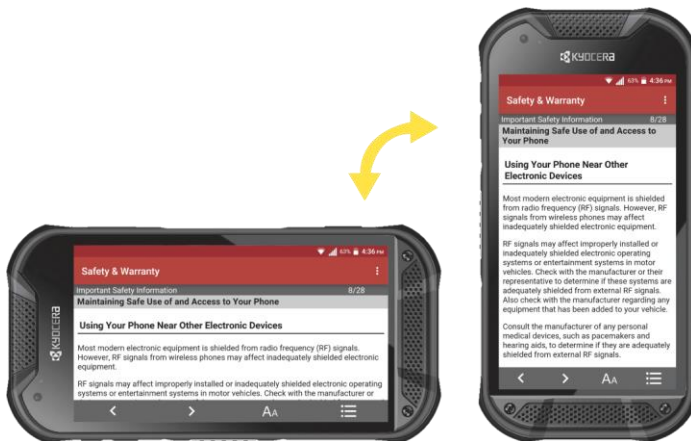 KYOCERA
63% 4:36 PM
Safety & Warranty
Important Safety Information 8/28
Maintaining Safe Use of and Access to Your Phone
Using Your Phone Near Other Electronic Devices
Most modern electronic equipment is shielded from radio frequency (RF) signals.
However, RF signals from wireless phones may affect inadequately shielded electronic
equipment.
RF signals may affect improperly installed or inadequately shielded electronic operating
systems or entertainment systems in motor vehicles. Check with the manufacturer or
AA
KYOCERA
63% 4:36 PM
Safety & Warranty
Important Safety Information 8/28
Maintaining Safe Use of and Access to
Your Phone
Using Your Phone Near Other
Electronic Devices
Most modern electronic equipment is shielded
from radio frequency (RF) signals. However, RF
signals from wireless phones may affect
inadequately shielded electronic equipment.
RF signals may affect improperly installed or
inadequately shielded electronic operating
systems or entertainment systems in motor
vehicles. Check with the manufacturer or their
representative to determine if these systems are
adequately shielded from external RF signals.
Also check with the manufacturer regarding any
equipment that has been added to your vehicle.
Consult the manufacturer of any personal
medical devices, such as pacemakers and
hearing aids, to determine if they are adequately
shielded from external RF signals.
AA